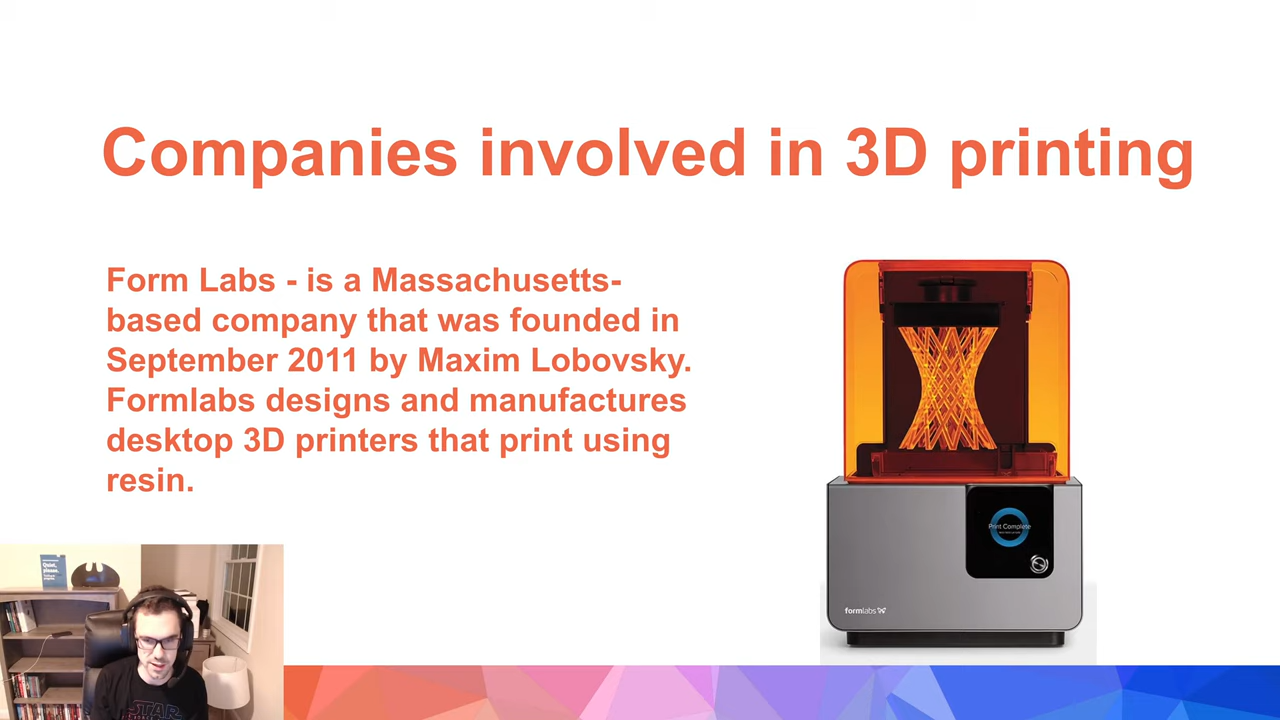 Companies involved in 3D printing
Form Labs - is a Massachusetts-
based company that was founded in
September 2011 by Maxim Lobovsky.
Formlabs designs and manufactures
desktop 3D printers that print using
resin.
Print Complete
formlabs
Quiet,
please.
STAR